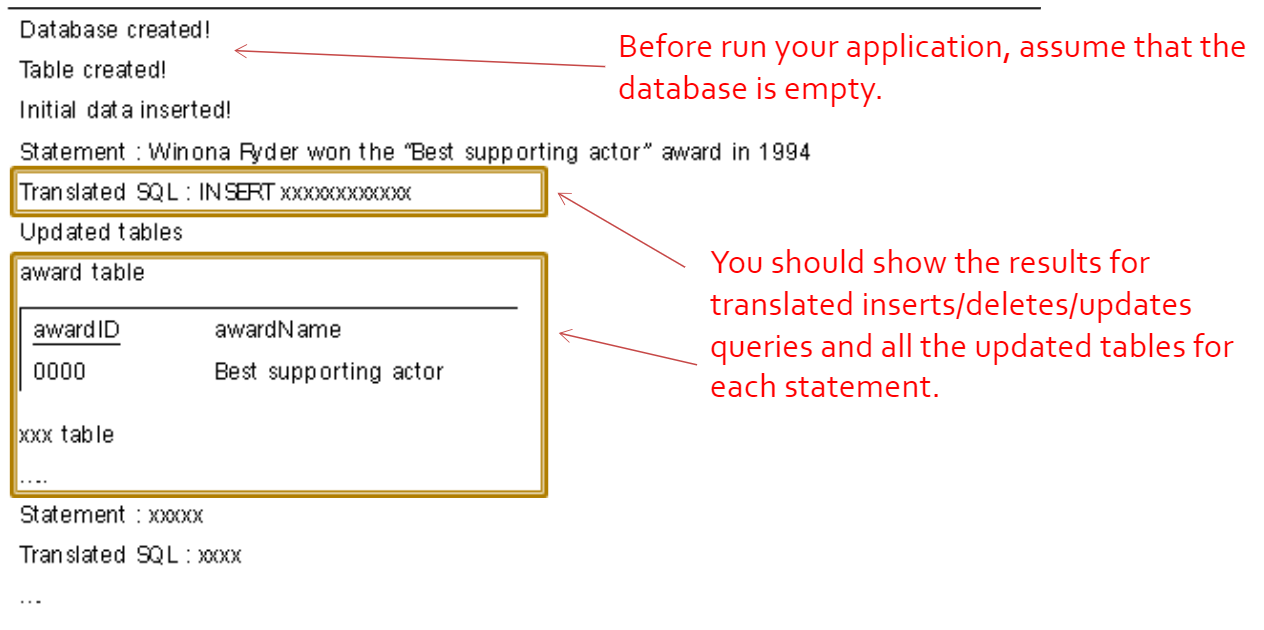 Database created!
Before run your application, assume that the
database is empty.
Table created!
Initial data inserted!
Statement : Winona Ryder won the “Best supporting actor” award in 1994
Translated SQL : INSERT xxxxxxxxxxxxx
Updated tables
award table
awardID awardName
0000 Best supporting actor
xxx table
.....
You should show the results for
translated inserts/deletes/updates
queries and all the updated tables for
each statement.
Statement : xxxxx
Translated SQL : xxxx
....